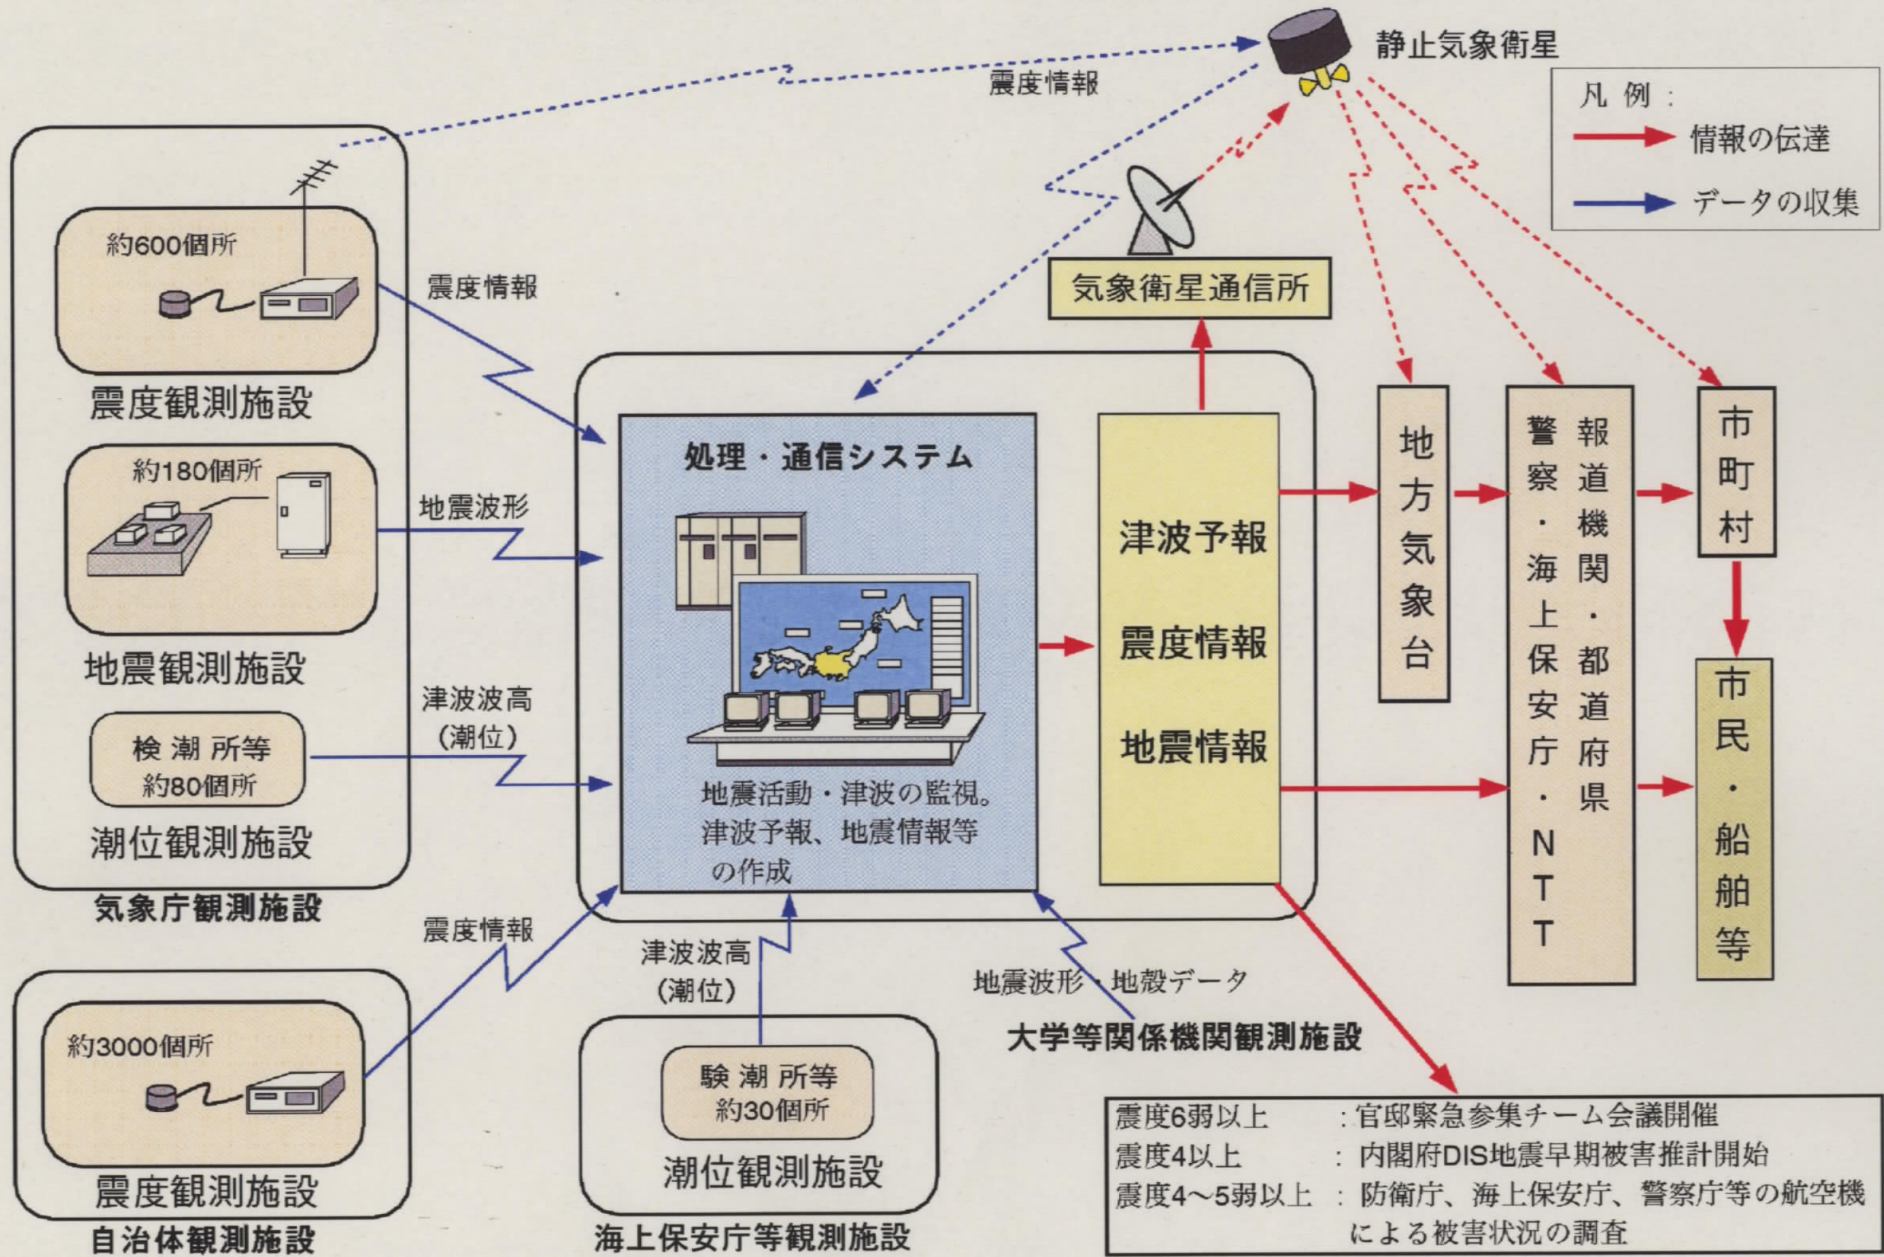 静止気象衛星
震度情報
凡 例 :
情報の伝達
データの収集
約600個所
震度観測施設
震度情報
約180個所
地震観測施設
地震波形
検 潮 所 等
約80個所
潮位観測施設
津波波高
(潮位)
気象庁観測施設
気象衛星通信所
処理・通信システム
地震活動・津波の監視。
津波予報、地震情報等
の作成
津波予報
震度情報
地震情報
地方気象台
報道機関・都道府県
警察・海上保安庁・NTT
市町村
市民・船舶等
震度情報
約3000個所
震度観測施設
自治体観測施設
津波波高
(潮位)
験 潮 所 等
約30個所
潮位観測施設
海上保安庁等観測施設
地震波形・地殻データ
大学等関係機関観測施設
震度6弱以上 :官邸緊急参集チーム会議開催
震度4以上 : 内閣府DIS地震早期被害推計開始
震度4～5弱以上 : 防衛庁、海上保安庁、警察庁等の航空機
による被害状況の調査